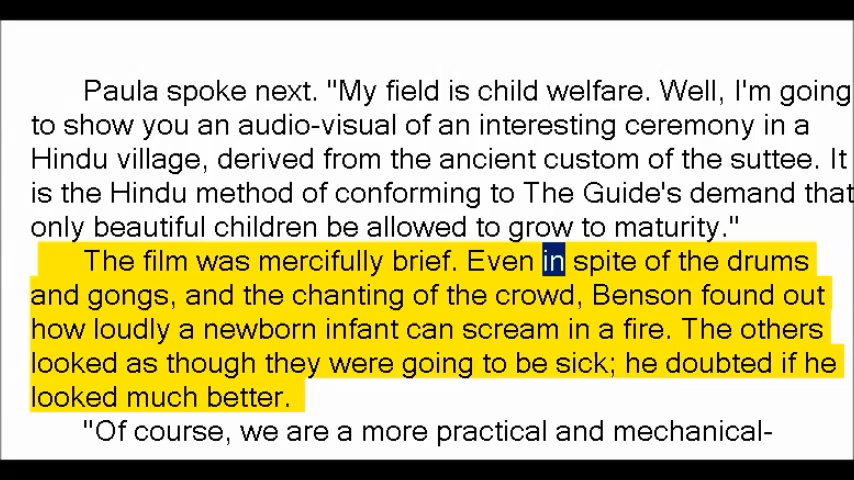 Paula spoke next. "My field is child welfare. Well, I'm going
to show you an audio-visual of an interesting ceremony in a
Hindu village, derived from the ancient custom of the suttee. It
is the Hindu method of conforming to The Guide's demand that
only beautiful children be allowed to grow to maturity."
The film was mercifully brief. Even in spite of the drums
and gongs, and the chanting of the crowd, Benson found out
how loudly a newborn infant can scream in a fire. The others
looked as though they were going to be sick; he doubted if he
looked much better.
"Of course, we are a more practical and mechanical-